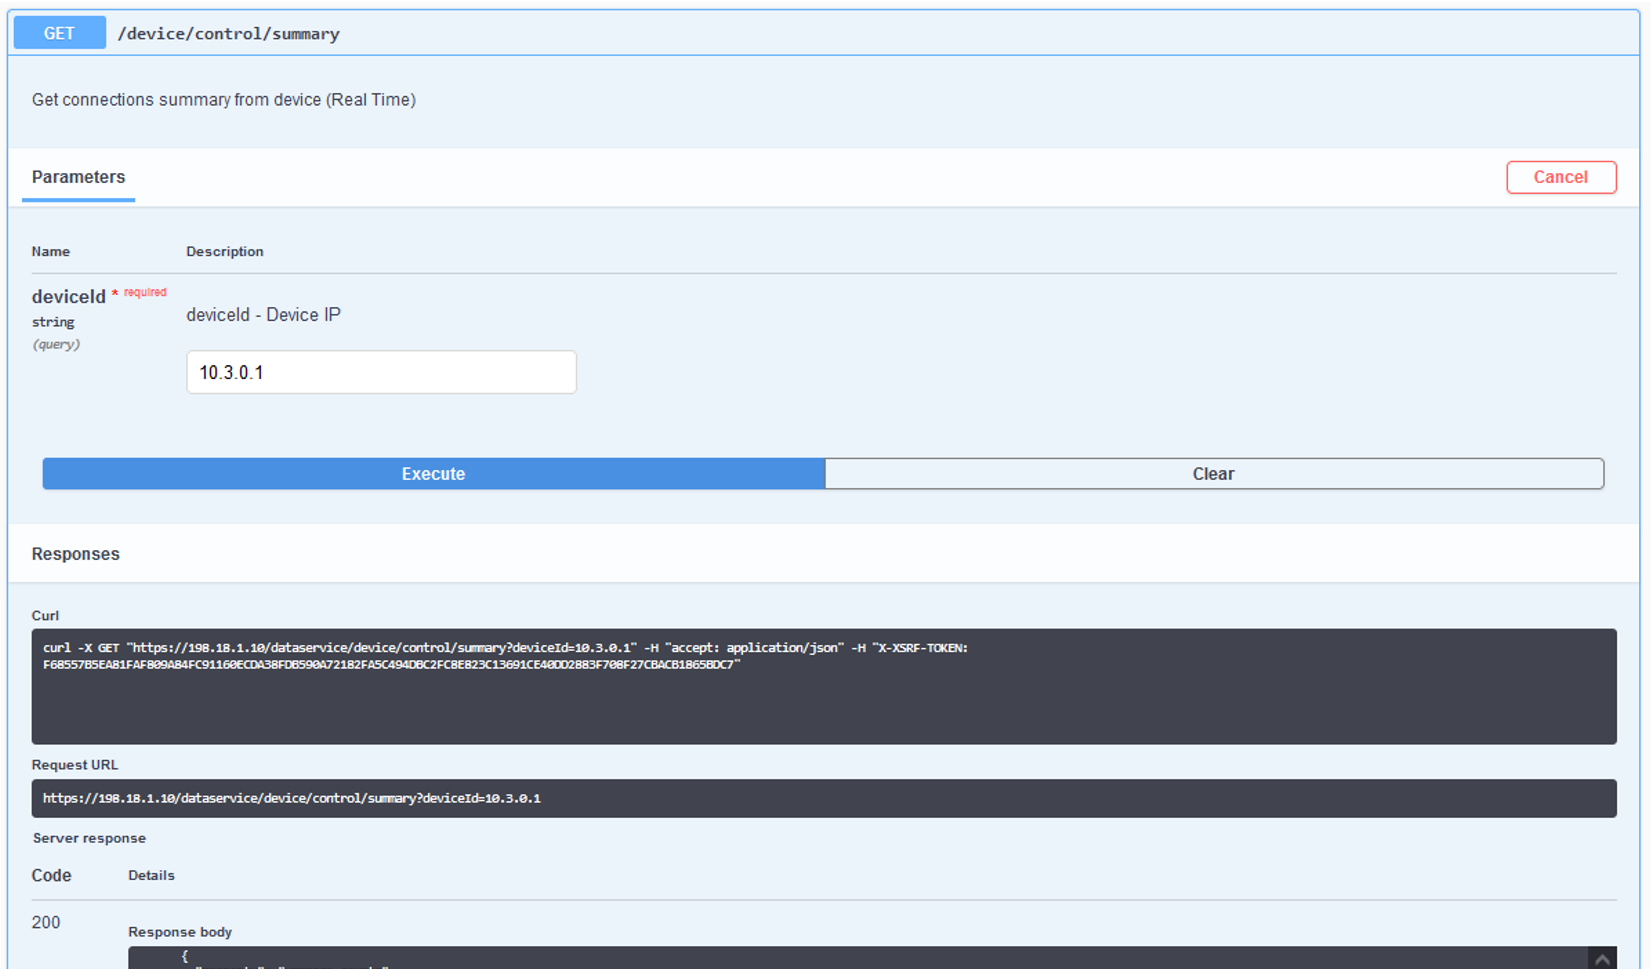 GET /device/control/summary
Get connections summary from device (Real Time)
Parameters
Cancel
Name Description
deviceId * required
string
(query)
deviceId - Device IP
10.3.0.1
Execute
Clear
Responses
Curl
curl -X GET "https://198.18.1.10/dataservice/device/control/summary?deviceId=10.3.0.1" -H "accept: application/json" -H "X-XSRF-TOKEN:
F68557B5EA81FAF809A84FC91160ECDA38FDB590A72182FA5C494DBC2FC8E823C13691CE40DD2883F708F27CBACB1865BDC7"
Request URL
https://198.18.1.10/dataservice/device/control/summary?deviceId=10.3.0.1
Server response
Code Details
200
Response body
{